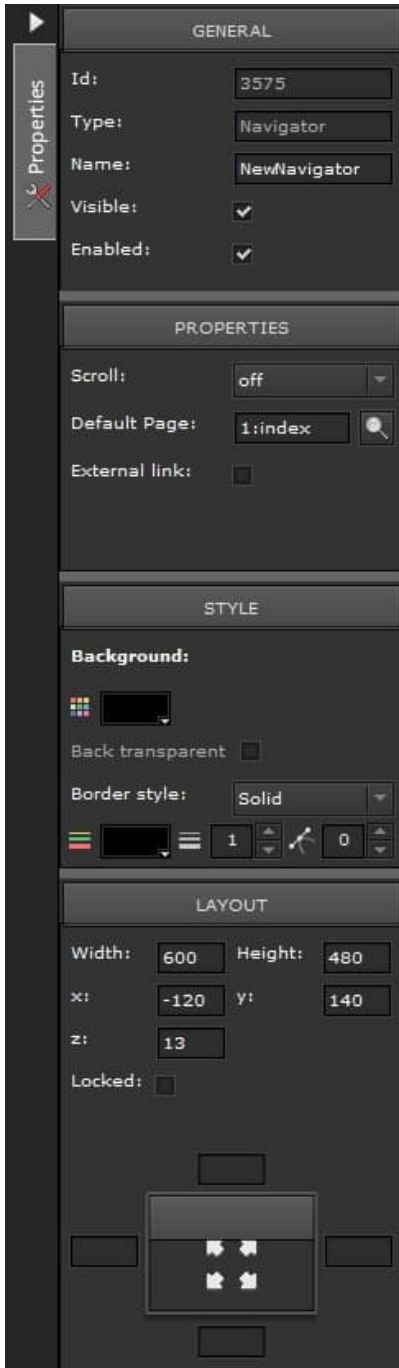 Properties
GENERAL
Id: 3575
Type: Navigator
Name: NewNavigator
Visible:
Enabled:
PROPERTIES
Scroll: off
Default Page: 1:index
External link:
STYLE
Background:
Back transparent
Border style: Solid
1 0
LAYOUT
Width: 600 Height: 480
x: -120 y: 140
z: 13
Locked: